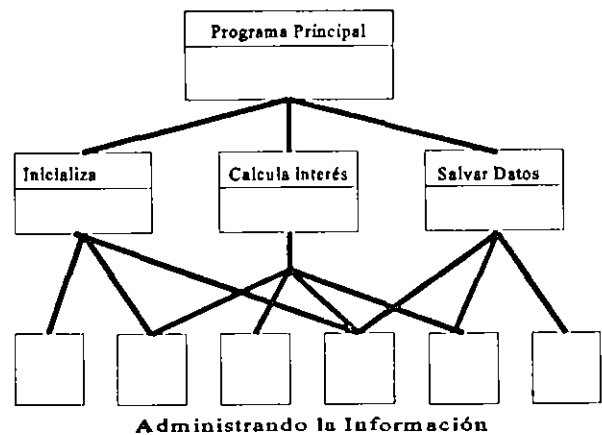 Programa Principal
Inicializa
Calcula Interés
Salvar Datos
Administrando la Información